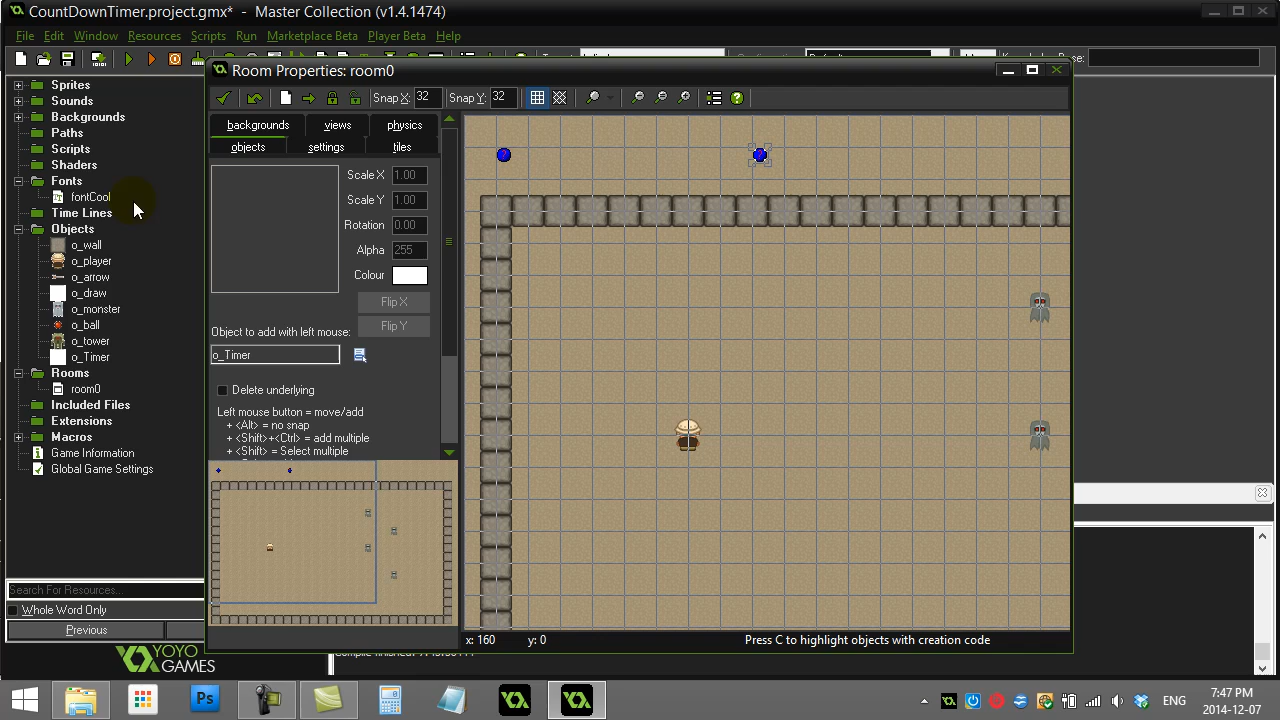 CountDownTimer.project.gmx* - Master Collection (v1.4.1474)
File Edit Window Resources Scripts Run Marketplace Beta Player Beta Help
Room Properties: room0
Snap X: 32 Snap Y: 32
backgrounds views physics
objects settings tiles
Scale X 1.00
Scale Y 1.00
Rotation 0.00
Alpha 255
Colour
Flip X
Flip Y
Object to add with left mouse:
o_Timer
Delete underlying
Left mouse button = move/add
+ <Alt> = no snap
+ <Shift>+<Ctrl> = add multiple
+ <Shift> = Select multiple
x: 160 y: 0 Press C to highlight objects with creation code
Sprites
Sounds
Backgrounds
Paths
Scripts
Shaders
Fonts
fontCool
Time Lines
Objects
o_wall
o_player
o_arrow
o_draw
o_monster
o_ball
o_tower
o_Timer
Rooms
room0
Included Files
Extensions
Macros
Game Information
Global Game Settings
Search For Resources...
Whole Word Only
Previous
YOYO
GAMES
Ps
ENG
7:47 PM
2014-12-07